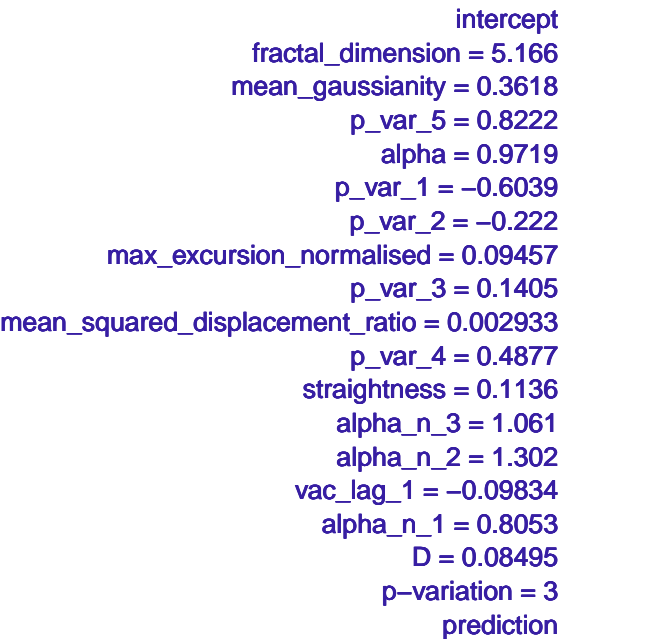 intercept
fractal_dimension = 5.166
mean_gaussianity = 0.3618
p_var_5 = 0.8222
alpha = 0.9719
p_var_1 = −0.6039
p_var_2 = −0.222
max_excursion_normalised = 0.09457
p_var_3 = 0.1405
mean_squared_displacement_ratio = 0.002933
p_var_4 = 0.4877
straightness = 0.1136
alpha_n_3 = 1.061
alpha_n_2 = 1.302
vac_lag_1 = −0.09834
alpha_n_1 = 0.8053
D = 0.08495
p−variation = 3
prediction